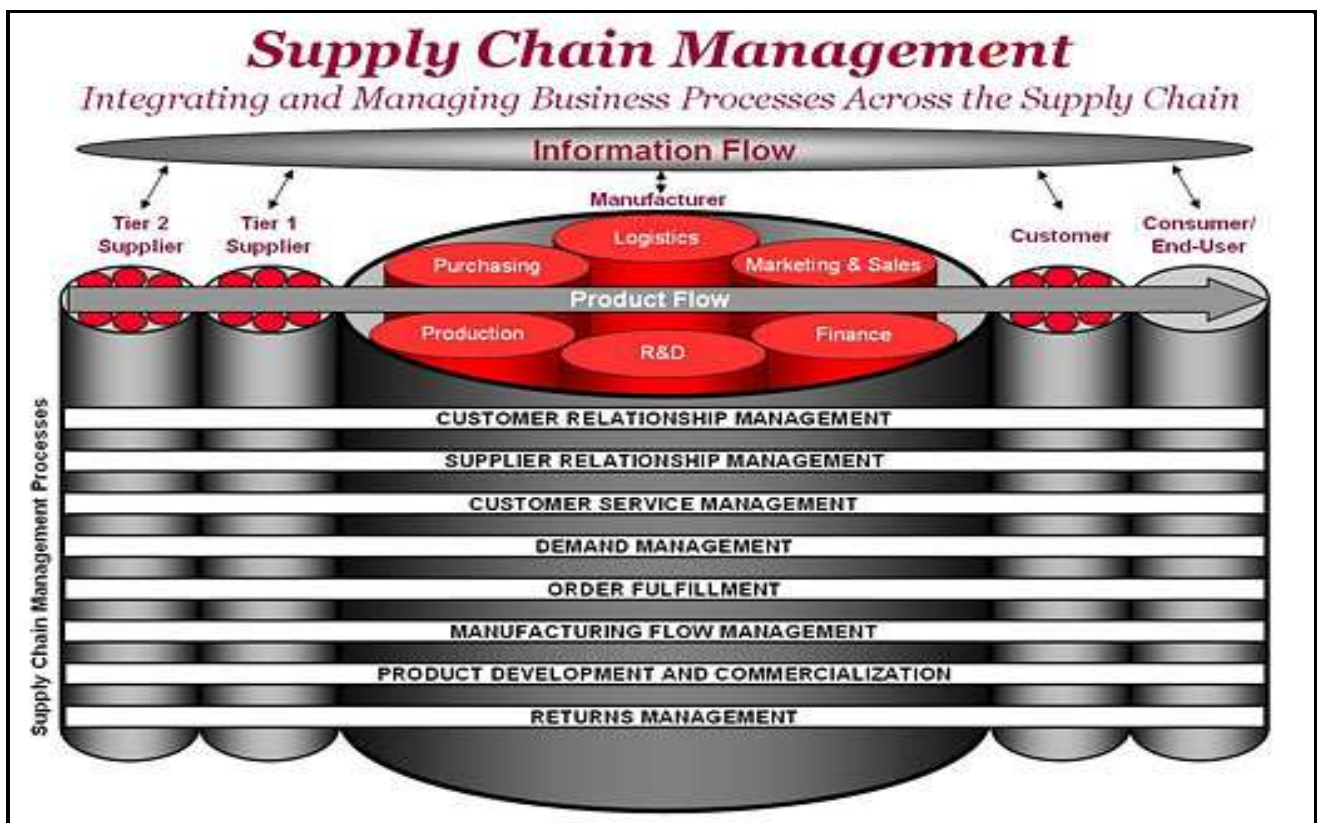 Supply Chain Management
Integrating and Managing Business Processes Across the Supply Chain
Information Flow
Tier 2
Supplier
Tier 1
Supplier
Manufacturer
Customer
Consumer/
End-User
Logistics
Purchasing
Marketing & Sales
Product Flow
Production
R&D
Finance
Supply Chain Management Processes
CUSTOMER RELATIONSHIP MANAGEMENT
SUPPLIER RELATIONSHIP MANAGEMENT
CUSTOMER SERVICE MANAGEMENT
DEMAND MANAGEMENT
ORDER FULFILLMENT
MANUFACTURING FLOW MANAGEMENT
PRODUCT DEVELOPMENT AND COMMERCIALIZATION
RETURNS MANAGEMENT